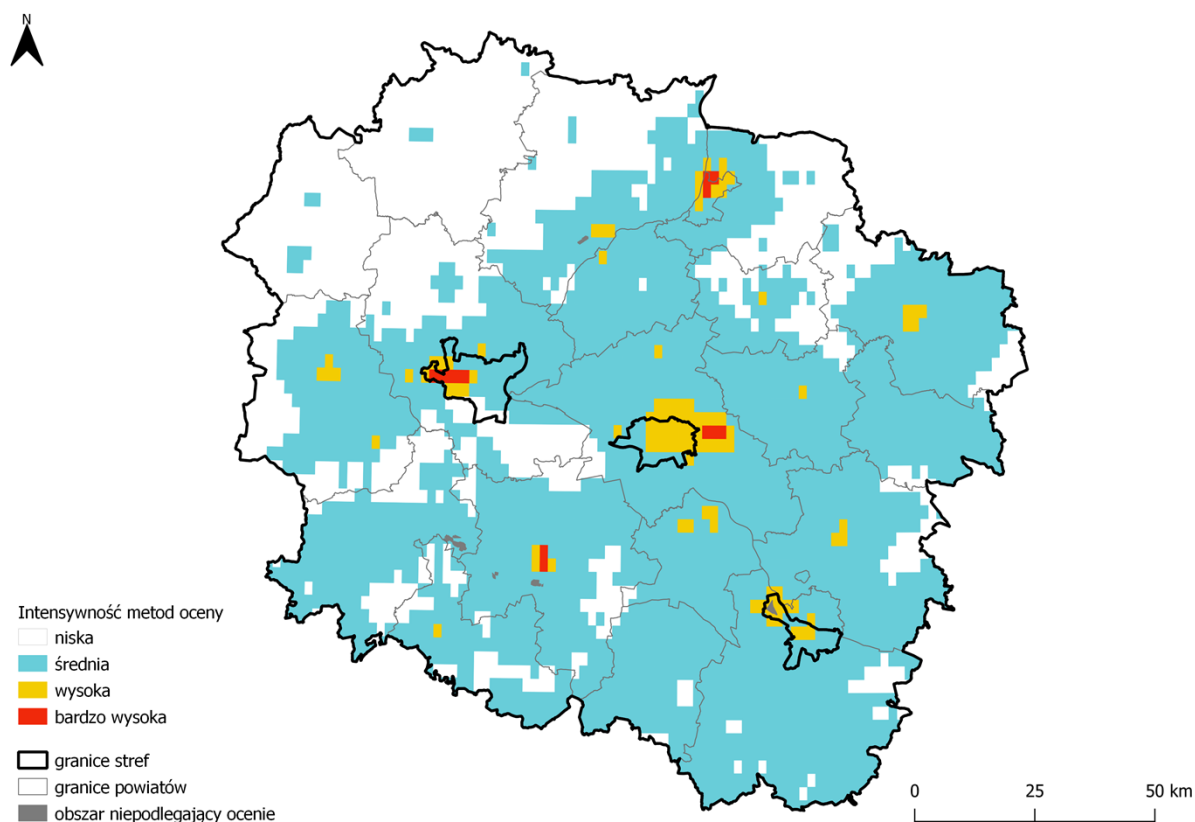 N
Intensywność metod oceny
niska
średnia
wysoka
bardzo wysoka
granice stref
granice powiatów
obszar niepodlegający ocenie
0 25 50 km